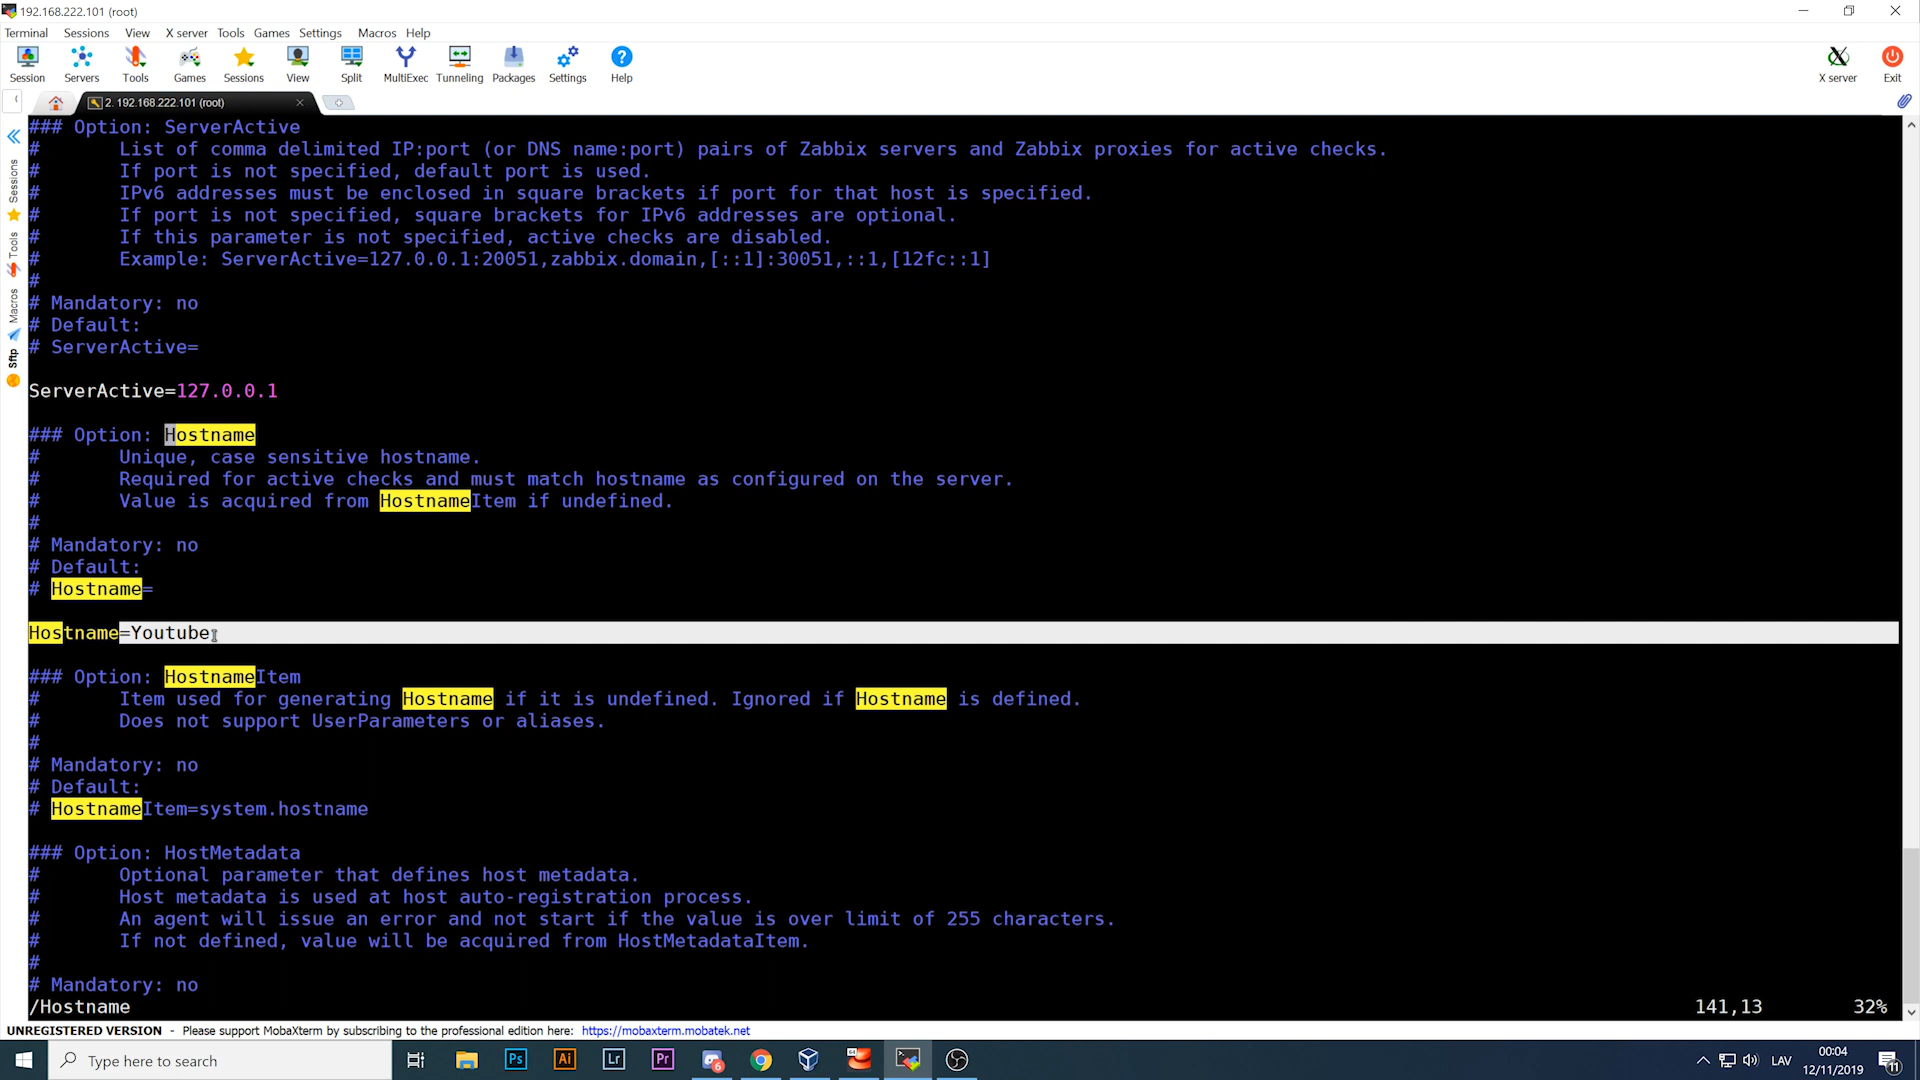 192.168.222.101 (root)
Terminal Sessions View X server Tools Games Settings Macros Help
Session Servers Tools Games Sessions View Split MultiExec Tunneling Packages Settings Help X server Exit
2. 192.168.222.101 (root)
Sessions
Tools
Macros
Sftp
### Option: ServerActive
# List of comma delimited IP:port (or DNS name:port) pairs of Zabbix servers and Zabbix proxies for active checks.
# If port is not specified, default port is used.
# IPv6 addresses must be enclosed in square brackets if port for that host is specified.
# If port is not specified, square brackets for IPv6 addresses are optional.
# If this parameter is not specified, active checks are disabled.
# Example: ServerActive=127.0.0.1:20051,zabbix.domain,[::1]:30051,::1,[12fc::1]
#
# Mandatory: no
# Default:
# ServerActive=
ServerActive=127.0.0.1
### Option: Hostname
# Unique, case sensitive hostname.
# Required for active checks and must match hostname as configured on the server.
# Value is acquired from HostnameItem if undefined.
#
# Mandatory: no
# Default:
# Hostname=
Hostname=Youtube
### Option: HostnameItem
# Item used for generating Hostname if it is undefined. Ignored if Hostname is defined.
# Does not support UserParameters or aliases.
#
# Mandatory: no
# Default:
# HostnameItem=system.hostname
### Option: HostMetadata
# Optional parameter that defines host metadata.
# Host metadata is used at host auto-registration process.
# An agent will issue an error and not start if the value is over limit of 255 characters.
# If not defined, value will be acquired from HostMetadataItem.
#
# Mandatory: no
/Hostname 141,13 32%
UNREGISTERED VERSION - Please support MobaXterm by subscribing to the professional edition here: https://mobaxterm.mobatek.net
Type here to search Ps Ai Lr Pr 6 64 LAV 00:04
12/11/2019 11